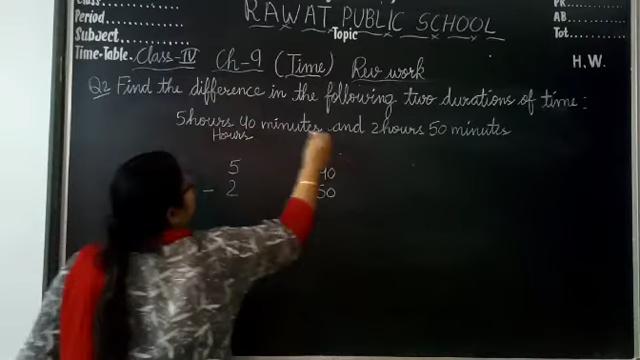 Class............
RAWAT PUBLIC SCHOOL
PR
Period............
AB
Subject............
Topic
Tot
Time-Table. Class-IV Ch-9 (Time) Rev work
H.W.
Q2 Find the difference in the following two durations of time:
5hours 40 minutes and 2hours 50 minutes
Hours
5 40
- 2 50